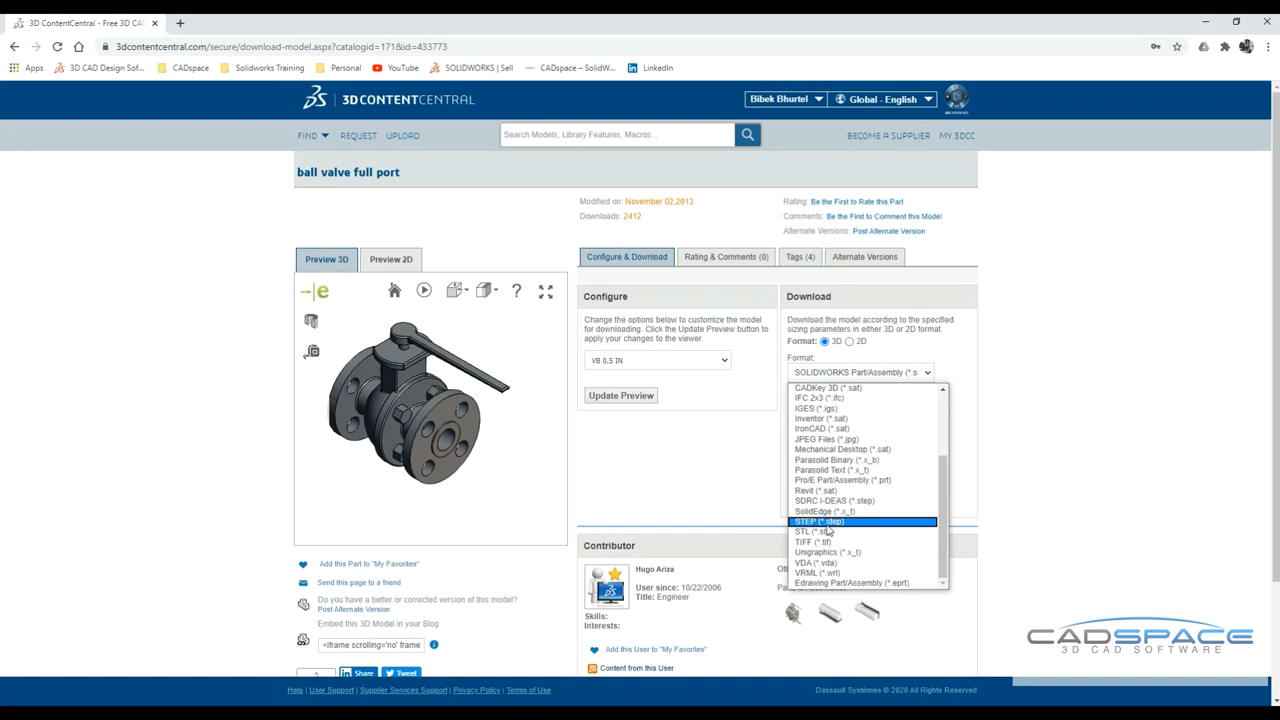 3D ContentCentral - Free 3D CAD
3dcontentcentral.com/secure/download-model.aspx?catalogid=171&id=433773
Apps 3D CAD Design Sof... CADspace Solidworks Training Personal YouTube SOLIDWORKS | Sell CADspace – SolidW... LinkedIn
3DCONTENTCENTRAL
Bibek Bhurtel Global - English
3DEXPERIENCE
FIND REQUEST UPLOAD
Search Models, Library Features, Macros...
BECOME A SUPPLIER MY 3DCC
ball valve full port
Modified on: November 02,2013
Downloads: 2412
Rating: Be the First to Rate this Part
Comments: Be the First to Comment this Model
Alternate Versions: Post Alternate Version
Preview 3D Preview 2D
Configure & Download Rating & Comments (0) Tags (4) Alternate Versions
Configure
Change the options below to customize the model
for downloading. Click the Update Preview button to
apply your changes to the viewer.
VB 0.5 IN
Update Preview
Download
Download the model according to the specified
sizing parameters in either 3D or 2D format.
Format: 3D 2D
Format:
SOLIDWORKS Part/Assembly (*.s
CADKey 3D (*.sat)
IFC 2x3 (*.ifc)
IGES (*.igs)
Inventor (*.sat)
IronCAD (*.sat)
JPEG Files (*.jpg)
Mechanical Desktop (*.sat)
Parasolid Binary (*.x_b)
Parasolid Text (*.x_t)
Pro/E Part/Assembly (*.prt)
Revit (*.sat)
SDRC I-DEAS (*.step)
SolidEdge (*.x_t)
STEP (*.step)
STL
TIFF (*.tif)
Unigraphics (*.x_t)
VDA (*.vda)
VRML (*.wrt)
Edrawing Part/Assembly (*.eprt)
Contributor
Hugo Ariza
User since: 10/22/2006
Title: Engineer
Skills:
Interests:
Add this User to "My Favorites"
Content from this User
Add this Part to "My Favorites"
Send this page to a friend
Do you have a better or corrected version of this model?
Post Alternate Version
Embed this 3D Model in your Blog
<iframe scrolling='no' frame
0 Share Tweet
Help | User Support | Supplier Services Support | Privacy Policy | Terms of Use
Dassault Systèmes © 2020 All Rights Reserved
CADSPACE
3D CAD SOFTWARE